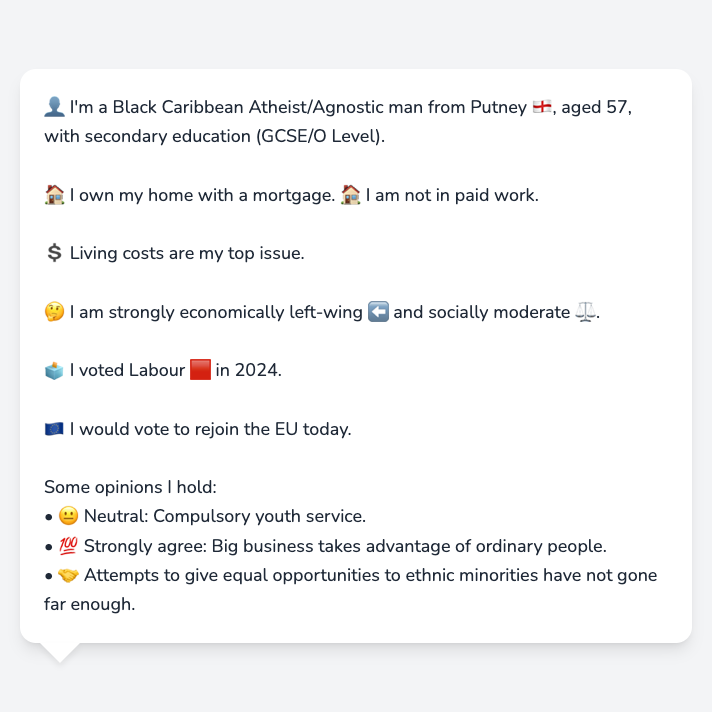 👤 I'm a Black Caribbean Atheist/Agnostic man from Putney 🏴󠁧󠁢󠁥󠁮󠁧󠁿, aged 57,
with secondary education (GCSE/O Level).
🏠 I own my home with a mortgage. 🏠 I am not in paid work.
💲 Living costs are my top issue.
🤔 I am strongly economically left-wing ⬅️ and socially moderate ⚖️.
🗳️ I voted Labour 🟥 in 2024.
🇪🇺 I would vote to rejoin the EU today.
Some opinions I hold:
• 😐 Neutral: Compulsory youth service.
• 💯 Strongly agree: Big business takes advantage of ordinary people.
• 🤝 Attempts to give equal opportunities to ethnic minorities have not gone
far enough.